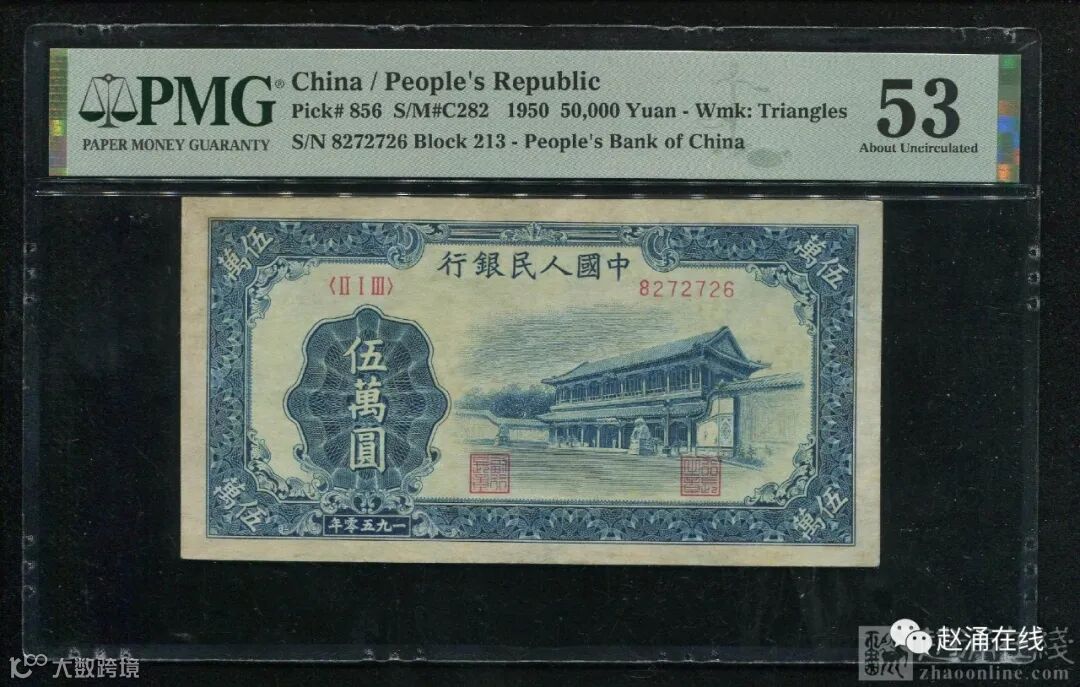 PMG
PAPER MONEY GUARANTY
China / People's Republic
Pick# 856 S/M#C282 1950 50,000 Yuan - Wmk: Triangles
S/N 8272726 Block 213 - People's Bank of China
53
About Uncirculated
伍萬
萬伍
行銀民人國中
〈II I III〉
8272726
伍萬圓
萬伍
伍萬
年零五九一
赵涌在线
zhaoonline.com
大数跨境